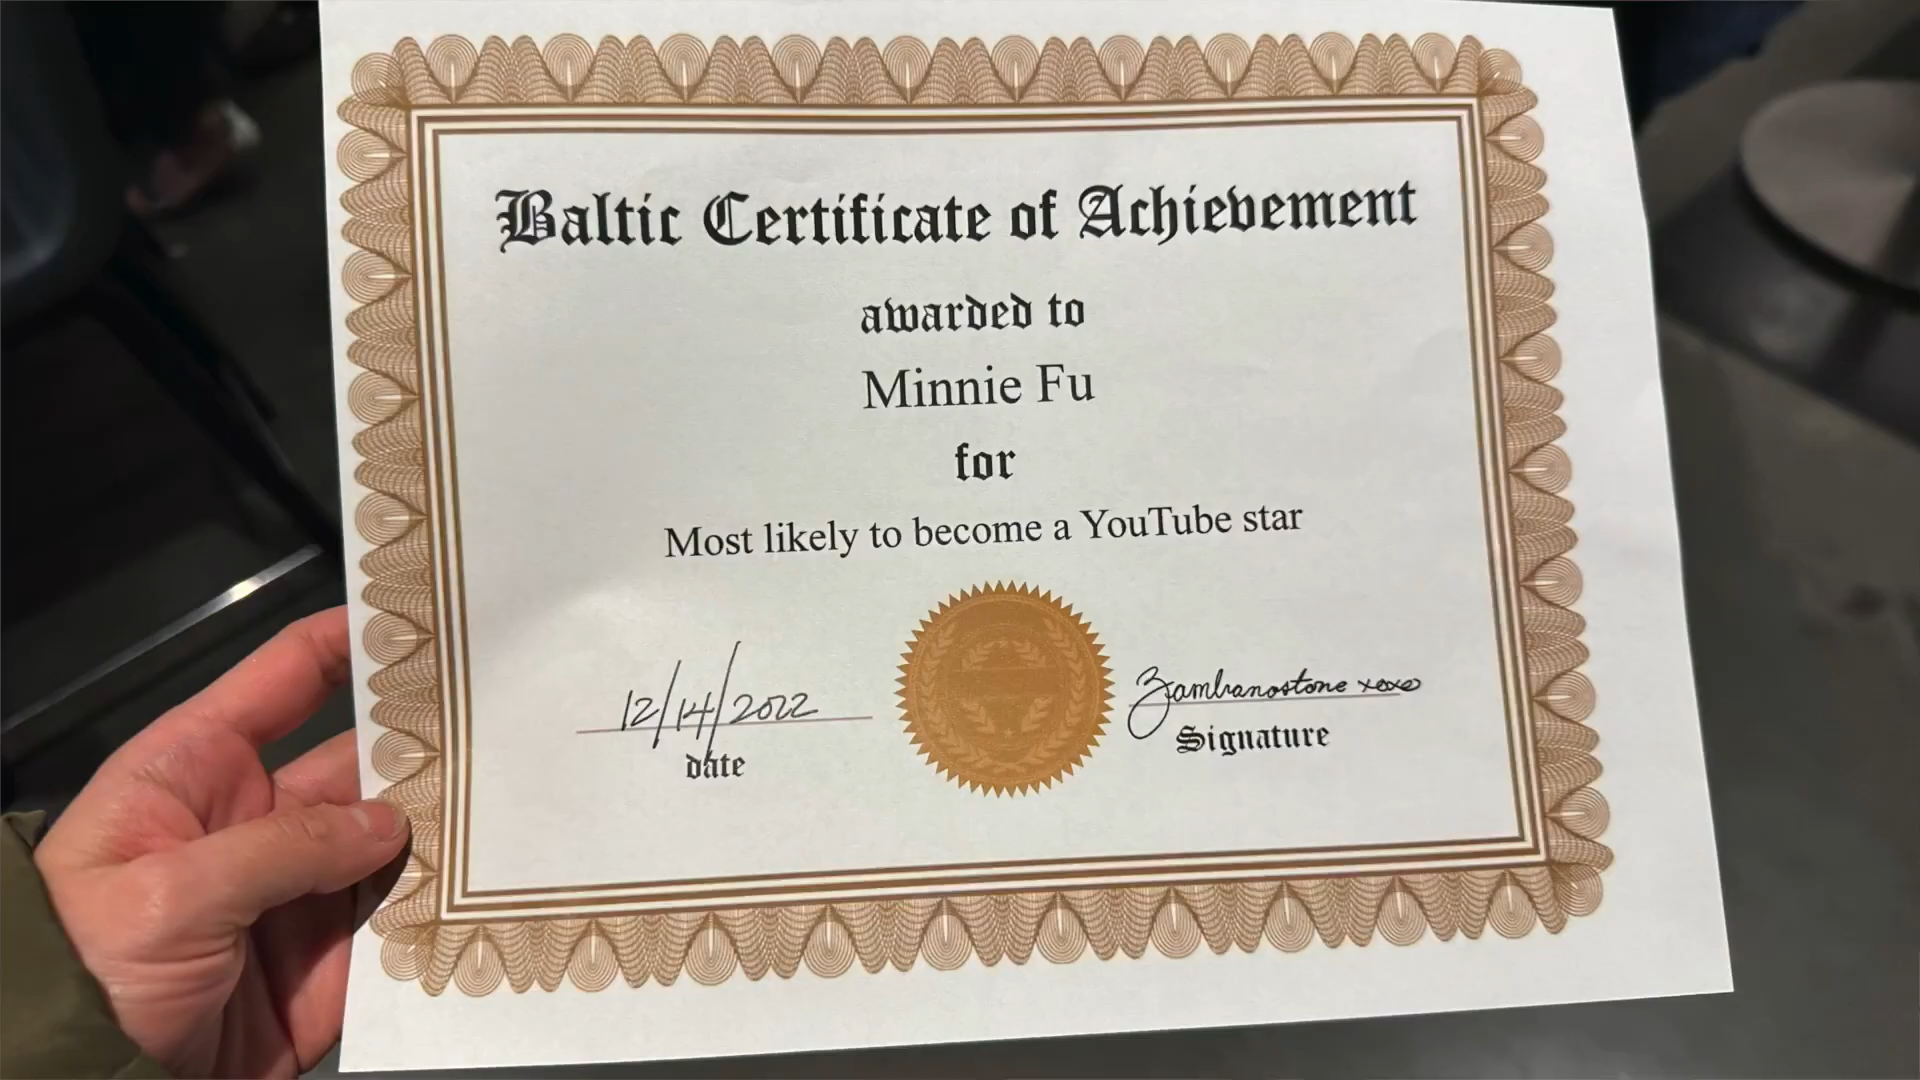 Baltic Certificate of Achievement
awarded to
Minnie Fu
for
Most likely to become a YouTube star
12/14/2022
date
Zambranostone xoxo
Signature